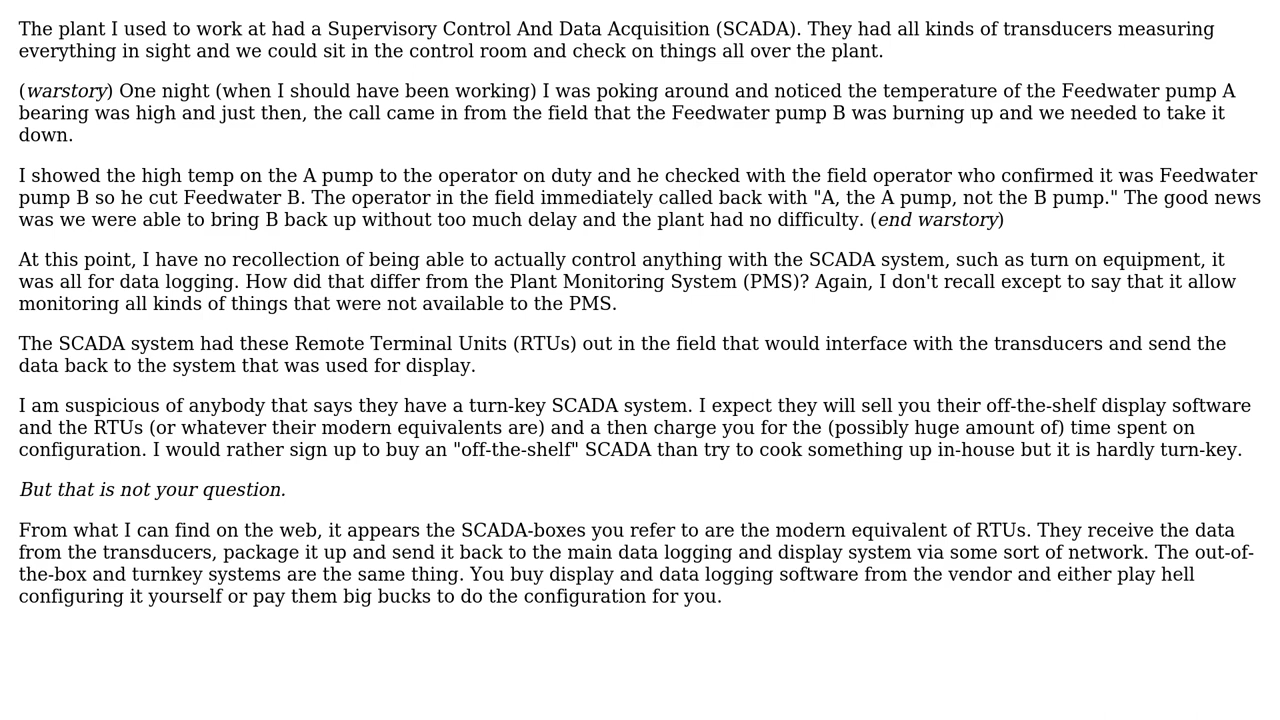 The plant I used to work at had a Supervisory Control And Data Acquisition (SCADA). They had all kinds of transducers measuring
everything in sight and we could sit in the control room and check on things all over the plant.
(warstory) One night (when I should have been working) I was poking around and noticed the temperature of the Feedwater pump A
bearing was high and just then, the call came in from the field that the Feedwater pump B was burning up and we needed to take it
down.
I showed the high temp on the A pump to the operator on duty and he checked with the field operator who confirmed it was Feedwater
pump B so he cut Feedwater B. The operator in the field immediately called back with "A, the A pump, not the B pump." The good news
was we were able to bring B back up without too much delay and the plant had no difficulty. (end warstory)
At this point, I have no recollection of being able to actually control anything with the SCADA system, such as turn on equipment, it
was all for data logging. How did that differ from the Plant Monitoring System (PMS)? Again, I don't recall except to say that it allow
monitoring all kinds of things that were not available to the PMS.
The SCADA system had these Remote Terminal Units (RTUs) out in the field that would interface with the transducers and send the
data back to the system that was used for display.
I am suspicious of anybody that says they have a turn-key SCADA system. I expect they will sell you their off-the-shelf display software
and the RTUs (or whatever their modern equivalents are) and a then charge you for the (possibly huge amount of) time spent on
configuration. I would rather sign up to buy an "off-the-shelf" SCADA than try to cook something up in-house but it is hardly turn-key.
But that is not your question.
From what I can find on the web, it appears the SCADA-boxes you refer to are the modern equivalent of RTUs. They receive the data
from the transducers, package it up and send it back to the main data logging and display system via some sort of network. The out-of-
the-box and turnkey systems are the same thing. You buy display and data logging software from the vendor and either play hell
configuring it yourself or pay them big bucks to do the configuration for you.